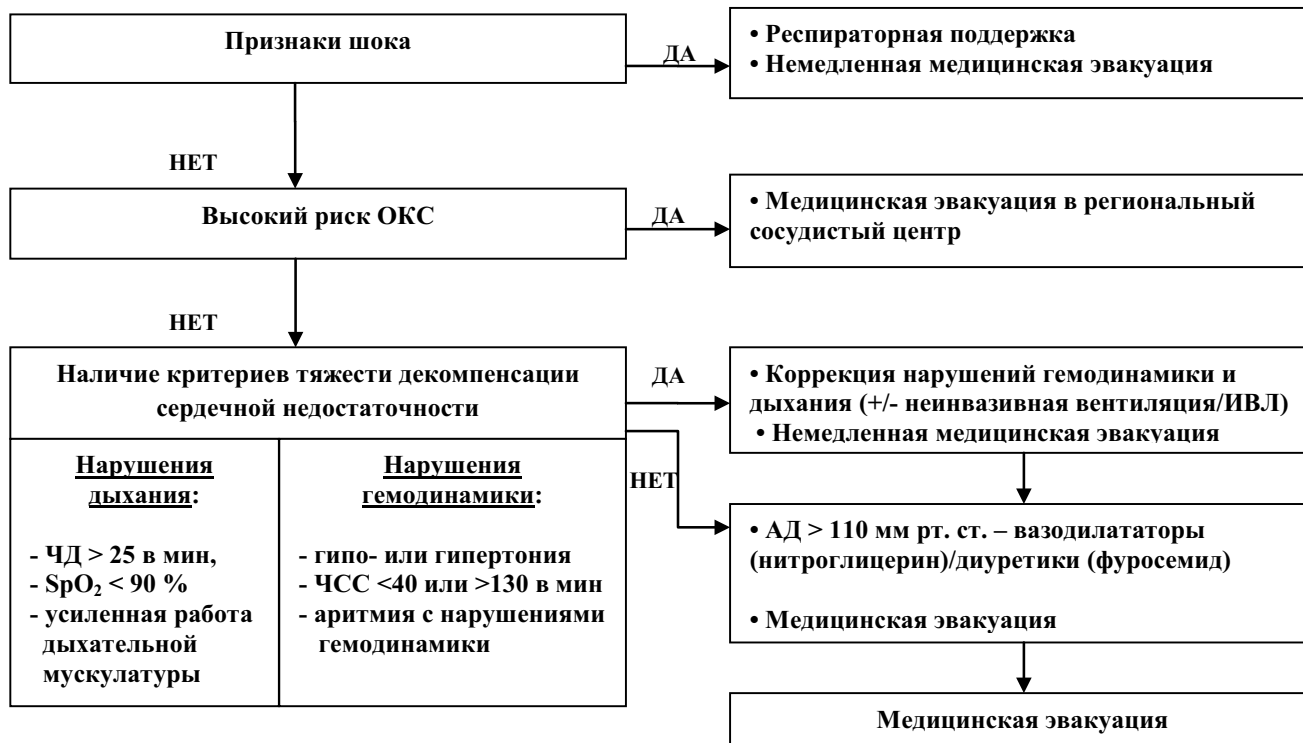 Признаки шока
ДА
• Респираторная поддержка
• Немедленная медицинская эвакуация
НЕТ
Высокий риск ОКС
ДА
• Медицинская эвакуация в региональный
сосудистый центр
НЕТ
Наличие критериев тяжести декомпенсации
сердечной недостаточности
ДА
• Коррекция нарушений гемодинамики и
дыхания (+/- неинвазивная вентиляция/ИВЛ)
• Немедленная медицинская эвакуация
Нарушения
дыхания:
- ЧД > 25 в мин,
- SpO₂ < 90 %
- усиленная работа
дыхательной
мускулатуры
Нарушения
гемодинамики:
- гипо- или гипертония
- ЧСС <40 или >130 в мин
- аритмия с нарушениями
гемодинамики
НЕТ
• АД > 110 мм рт. ст. – вазодилататоры
(нитроглицерин)/диуретики (фуросемид)
• Медицинская эвакуация
Медицинская эвакуация